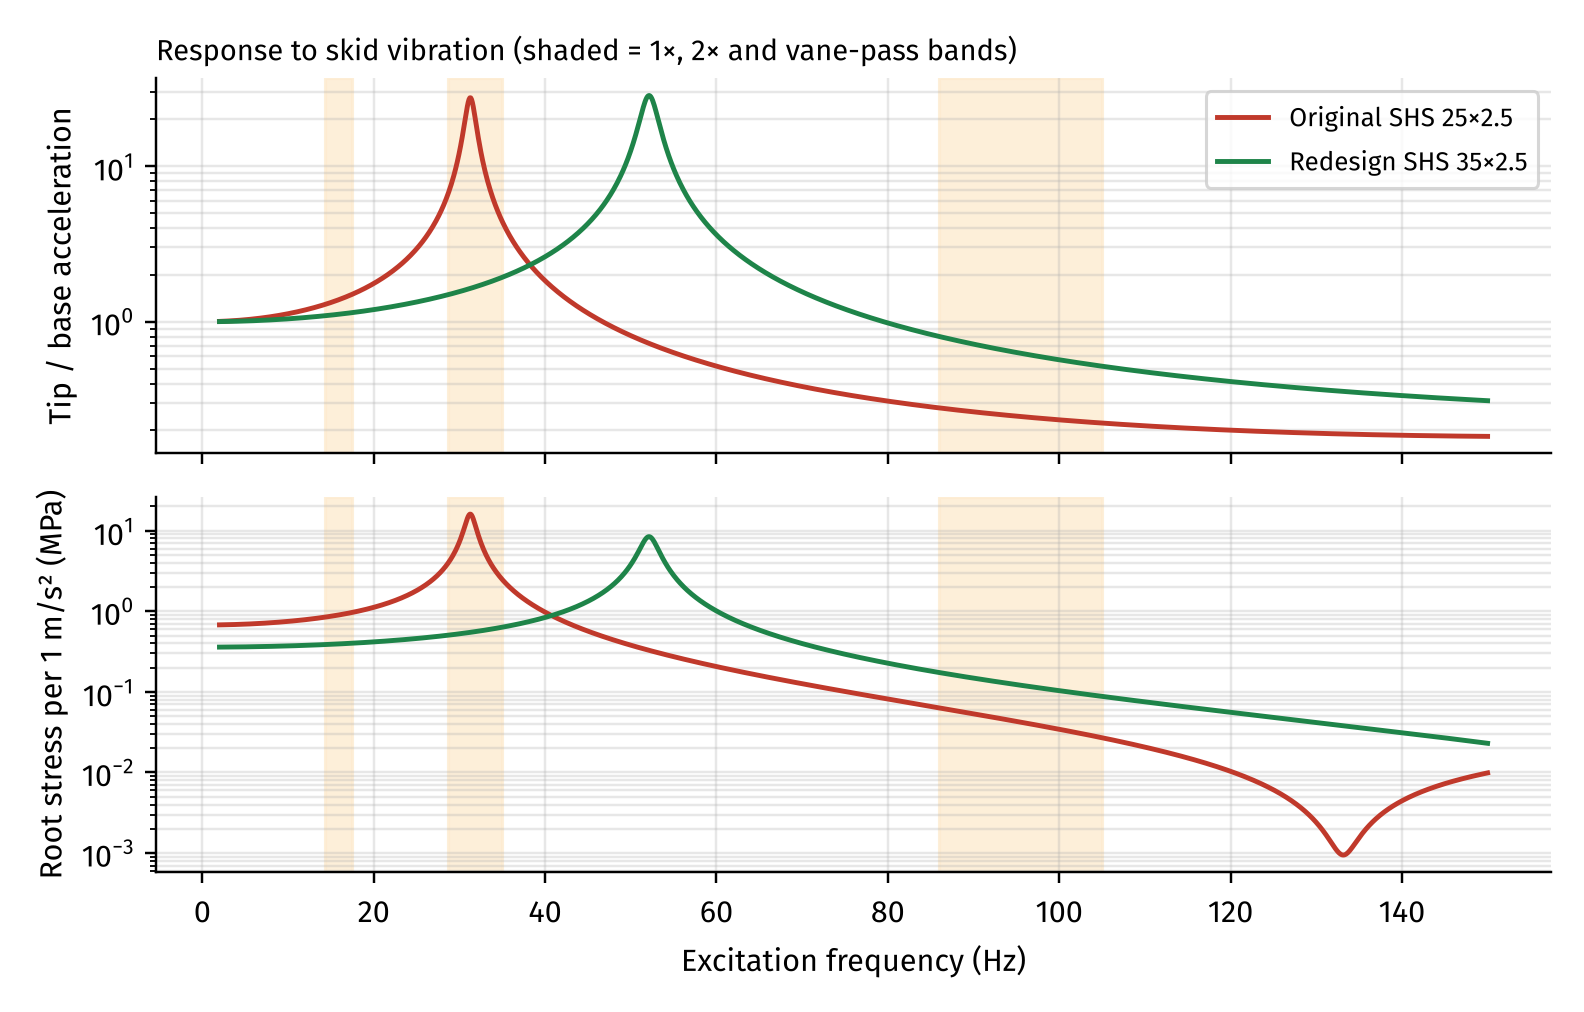 Response to skid vibration (shaded = 1×, 2× and vane-pass bands)
Tip / base acceleration
10¹
10⁰
Original SHS 25×2.5
Redesign SHS 35×2.5
Root stress per 1 m/s² (MPa)
10¹
10⁰
10⁻¹
10⁻²
10⁻³
0 20 40 60 80 100 120 140
Excitation frequency (Hz)